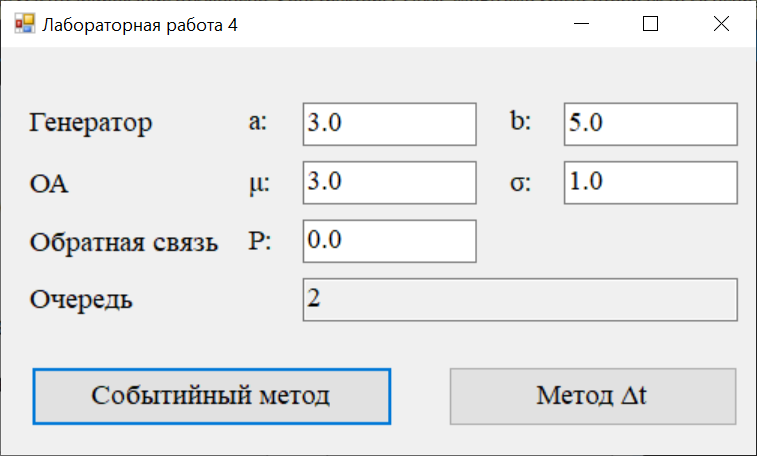 Лабораторная работа 4
Генератор a: 3.0 b: 5.0
ОА μ: 3.0 σ: 1.0
Обратная связь P: 0.0
Очередь 2
Событийный метод Метод Δt